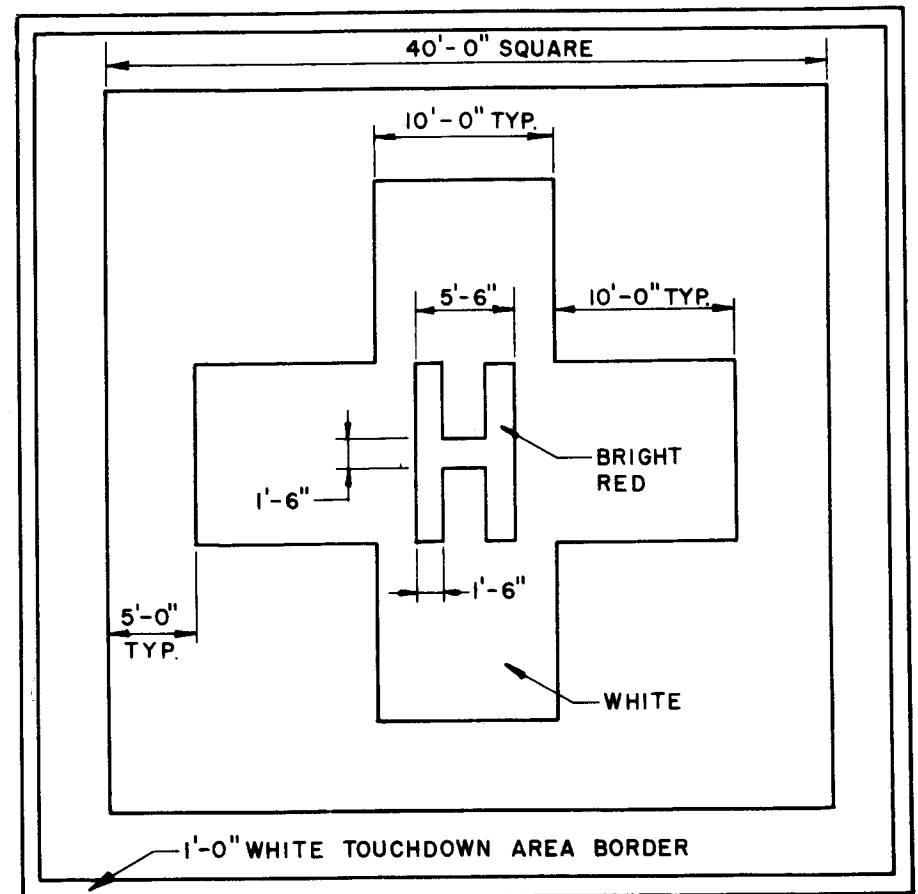 40'-0" SQUARE
10'-0" TYP.
5'-6"
10'-0" TYP.
H
BRIGHT
RED
1'-6"
1'-6"
5'-0"
TYP.
WHITE
1'-0" WHITE TOUCHDOWN AREA BORDER